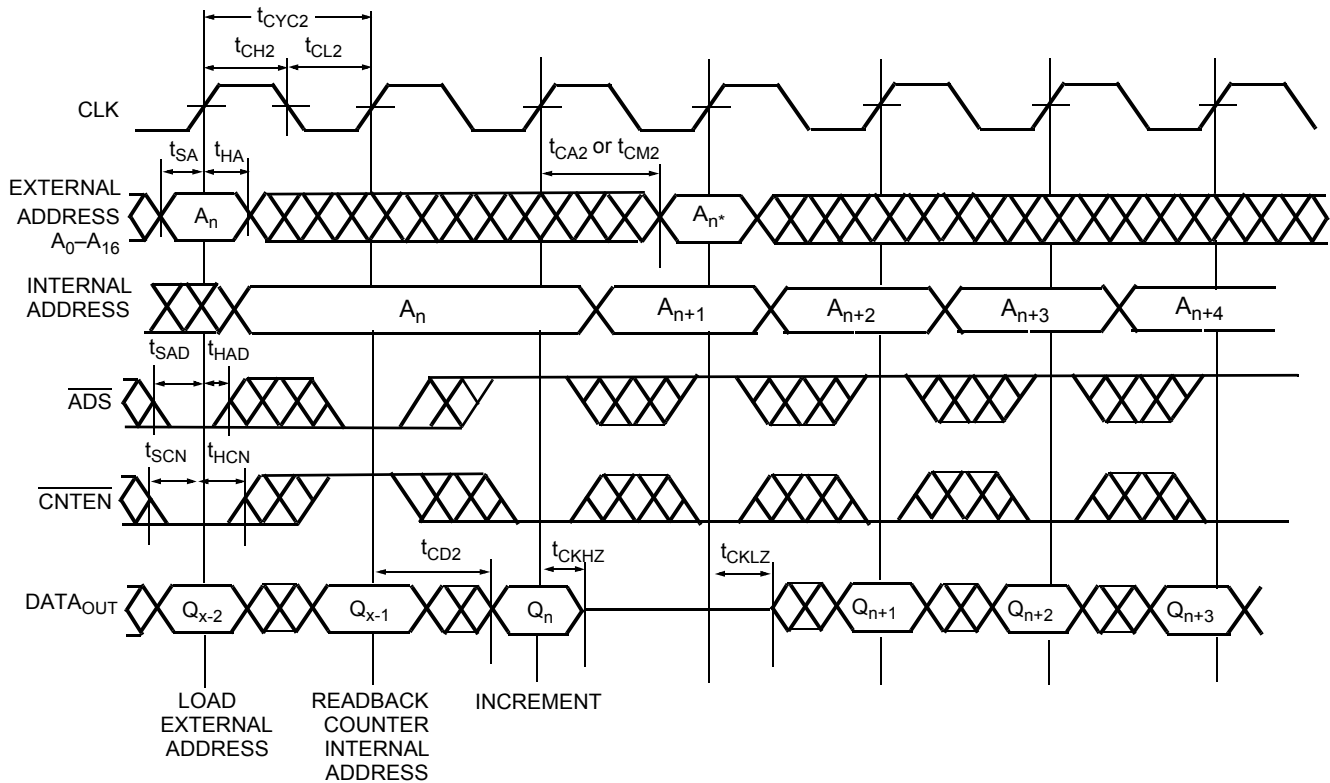 tCYC2
tCH2 tCL2
CLK
tSA tHA tCA2 or tCM2
EXTERNAL
ADDRESS
A0–A16
An An*
INTERNAL
ADDRESS
An An+1 An+2 An+3 An+4
tSAD tHAD
ADS
tSCN tHCN
CNTEN
tCD2 tCKHZ tCKLZ
DATAOUT
Qx-2 Qx-1 Qn Qn+1 Qn+2 Qn+3
LOAD
EXTERNAL
ADDRESS
READBACK
COUNTER
INTERNAL
ADDRESS
INCREMENT